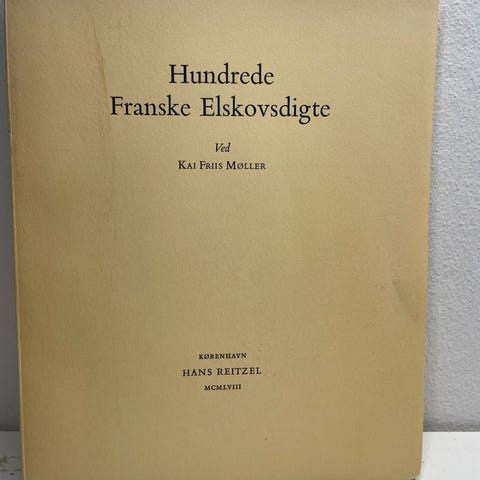 Hundrede
Franske Elskovsdigte
Ved
KAI FRIIS MØLLER
KØBENHAVN
HANS REITZEL
MCMLVIII